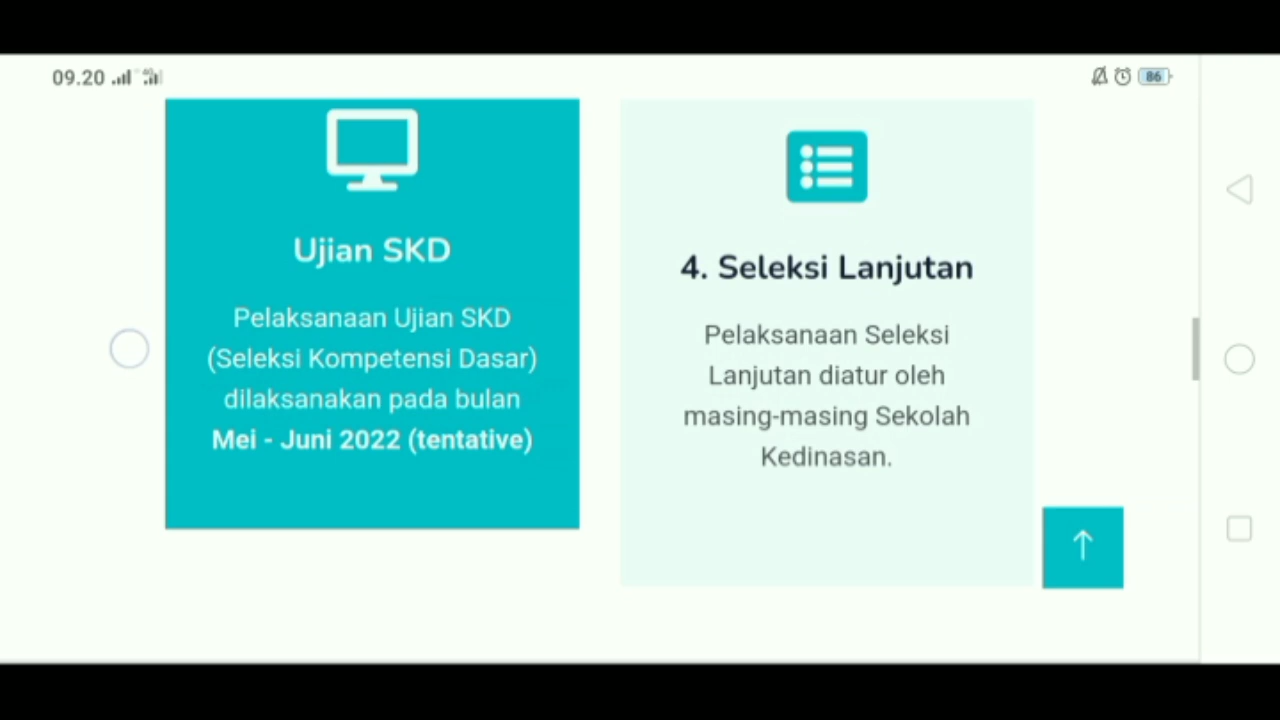 09.20
86
Ujian SKD
Pelaksanaan Ujian SKD
(Seleksi Kompetensi Dasar)
dilaksanakan pada bulan
Mei - Juni 2022 (tentative)
4. Seleksi Lanjutan
Pelaksanaan Seleksi
Lanjutan diatur oleh
masing-masing Sekolah
Kedinasan.